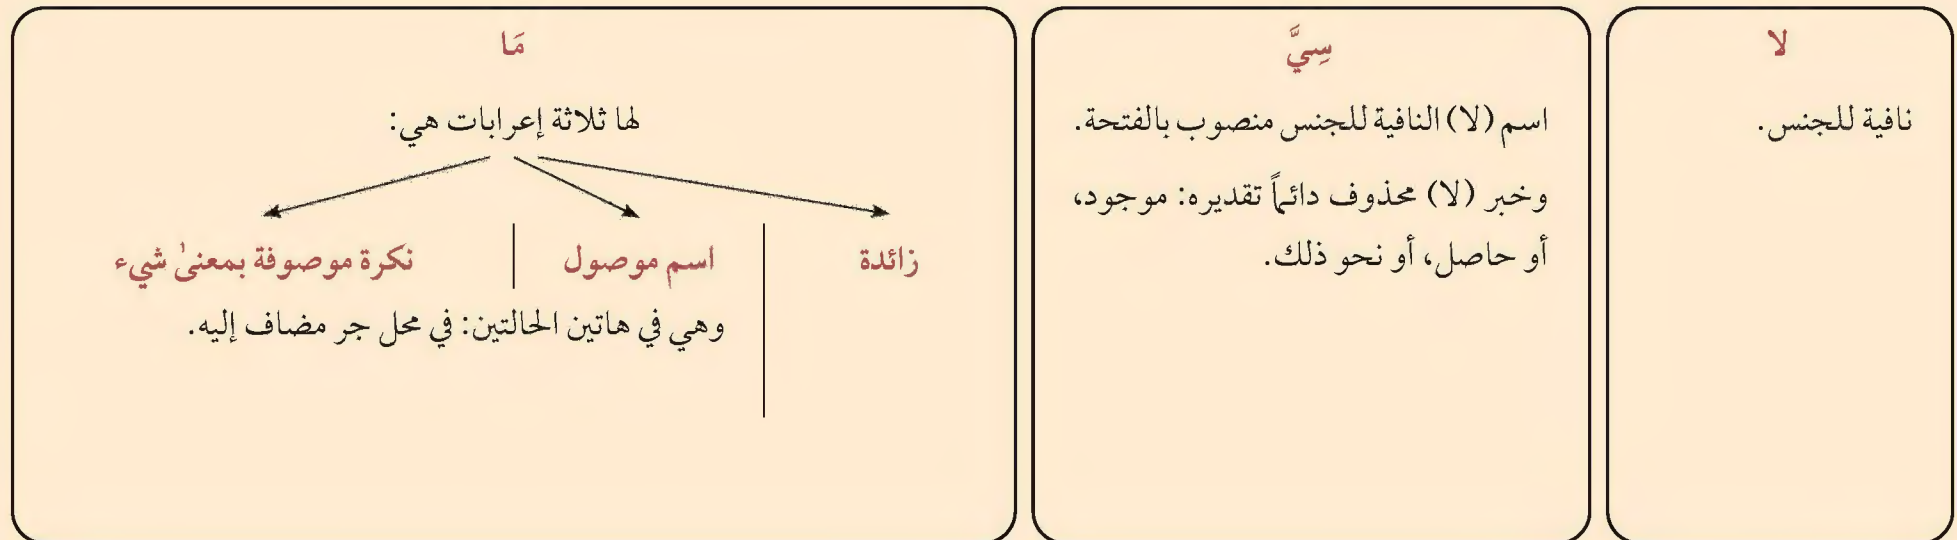 لا
نافية للجنس.
سِيَّ
اسم (لا) النافية للجنس منصوب بالفتحة.
وخبر (لا) محذوف دائماً تقديره: موجود،
أو حاصل، أو نحو ذلك.
مَا
لها ثلاثة إعرابات هي:
زائدة
اسم موصول
نكرة موصوفة بمعنىٰ شيء
وهي في هاتين الحالتين: في محل جر مضاف إليه.